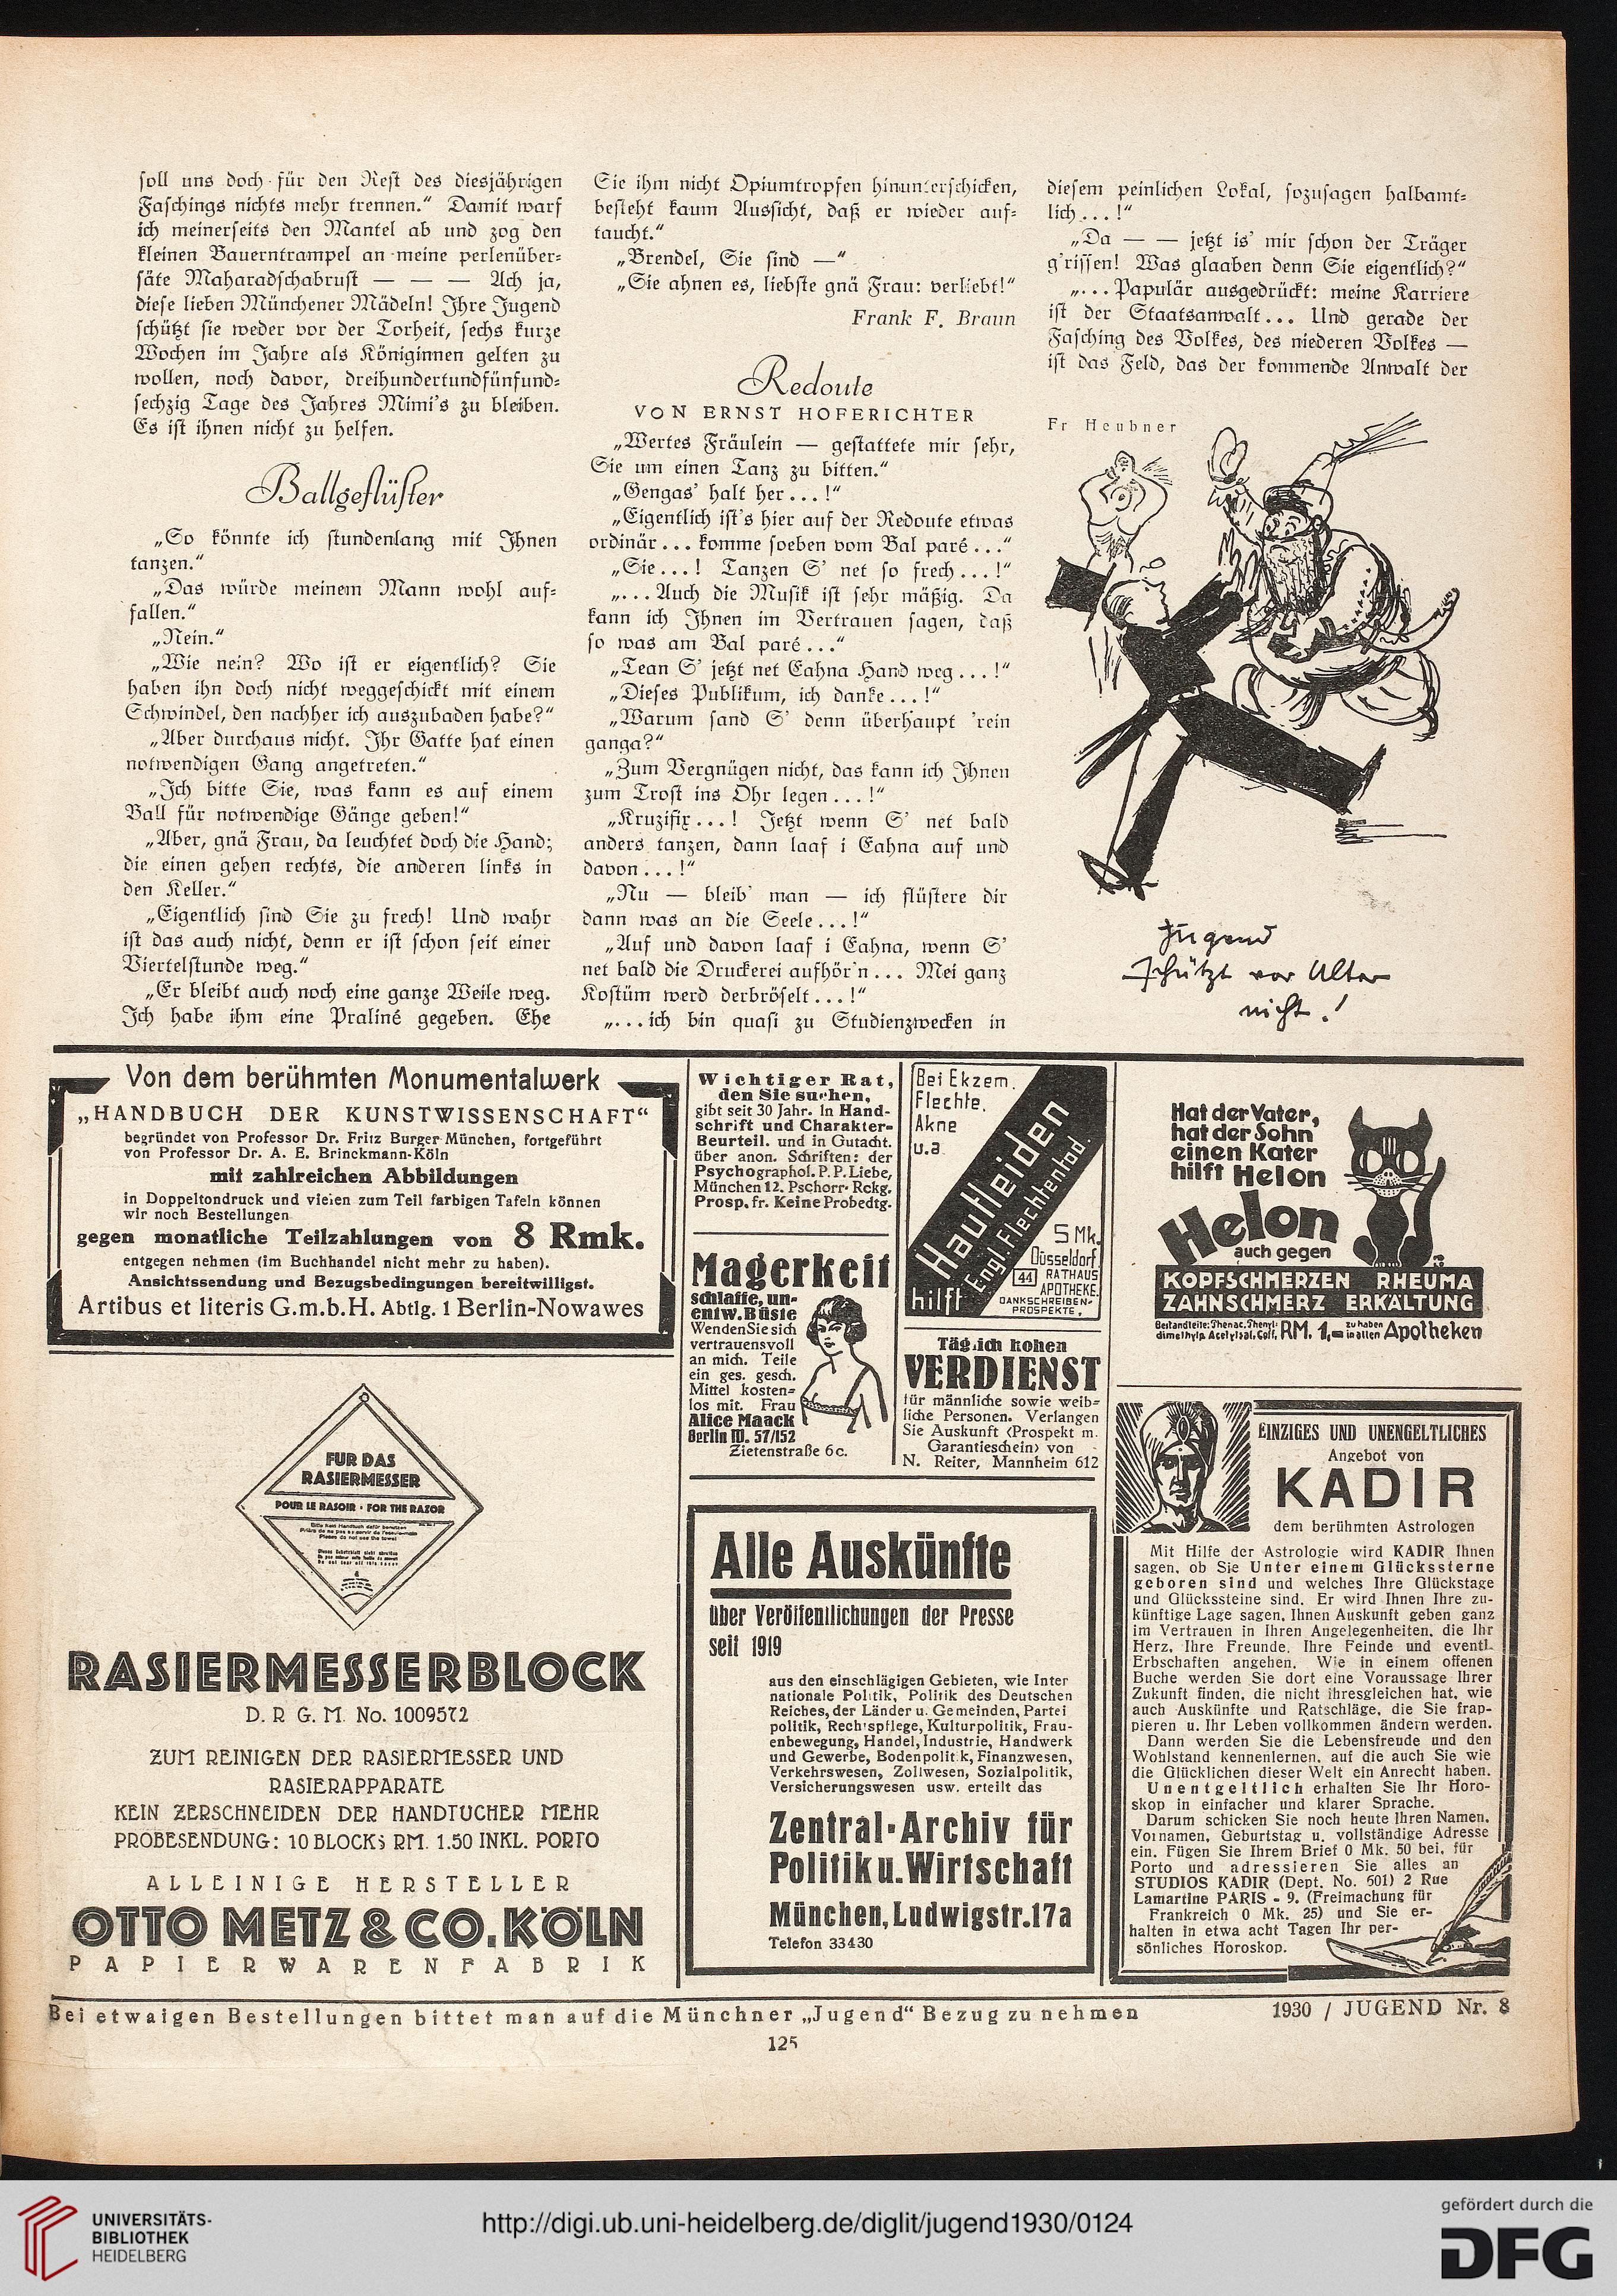 soll uns doch für den Rest des diesjährigen
Faschings nichts mehr trennen.“ Damit warf
ich meinerseits den Mantel ab und zog den
kleinen Bauerntrampel an meine perlenüber-
säte Maharadschabrust — — — Ach ja,
diese lieben Münchener Mädeln! Ihre Jugend
schützt sie weder vor der Torheit, sechs kurze
Wochen im Jahre als Königinnen gelten zu
wollen, noch davor, dreihundertundfünfund-
sechzig Tage des Jahres Mimi's zu bleiben.
Es ist ihnen nicht zu helfen.
Ballgeflüster
„So könnte ich stundenlang mit Ihnen
tanzen.“
„Das würde meinem Mann wohl auf-
fallen.“
„Nein.“
„Wie nein? Wo ist er eigentlich? Sie
haben ihn doch nicht weggeschickt mit einem
Schwindel, den nachher ich auszubaden habe?“
„Aber durchaus nicht. Ihr Gatte hat einen
notwendigen Gang angetreten.“
„Ich bitte Sie, was kann es auf einem
Ball für notwendige Gänge geben!“
„Aber, gnä Frau, da leuchtet doch die Hand;
die einen gehen rechts, die anderen links in
den Keller.“
„Eigentlich sind Sie zu frech! Und wahr
ist das auch nicht, denn er ist schon seit einer
Viertelstunde weg.“
„Er bleibt auch noch eine ganze Weile weg.
Ich habe ihm eine Praliné gegeben. Ehe
Sie ihm nicht Opiumtropfen hinunterschicken,
besteht kaum Aussicht, daß er wieder auf-
taucht.“
„Brendel, Sie sind —“
„Sie ahnen es, liebste gnä Frau: verliebt!“
Frank F. Braun
Redoute
VON ERNST HOFERICHTER
„Wertes Fräulein — gestattete mir sehr,
Sie um einen Tanz zu bitten.“
„Gengas' halt her...!“
„Eigentlich ist's hier auf der Redoute etwas
ordinär... komme soeben vom Bal paré...“
„Sie...! Tanzen S' net so frech...!“
„...Auch die Musik ist sehr mäßig. Da
kann ich Ihnen im Vertrauen sagen, daß
so was am Bal paré...“
„Tean S' jetzt net Eahna Hand weg...!“
„Dieses Publikum, ich danke...!“
„Warum sand S' denn überhaupt 'rein
ganga?“
„Zum Vergnügen nicht, das kann ich Ihnen
zum Trost ins Ohr legen...!“
„Kruzifix...! Jetzt wenn S' net bald
anders tanzen, dann laaf i Eahna auf und
davon...!“
„Nu — bleib' man — ich flüstere dir
dann was an die Seele...!“
„Auf und davon laaf i Eahna, wenn S'
net bald die Druckerei aufhör'n... Mei ganz
Kostüm werd derbröselt...!“
„...ich bin quasi zu Studienzwecken in
diesem peinlichen Lokal, sozusagen halbamt-
lich...!“
„Da — — jetzt is' mir schon der Träger
g'rissen! Was glaaben denn Sie eigentlich?“
„...Papulär ausgedrückt: meine Karriere
ist der Staatsanwalt... Und gerade der
Fasching des Volkes, des niederen Volkes —
ist das Feld, das der kommende Anwalt der
Fr Heubner
Jugend
schützt vor Alter
nicht!
Von dem berühmten Monumentalwerk
„HANDBUCH DER KUNSTWISSENSCHAFT“
begründet von Professor Dr. Fritz Burger München, fortgeführt
von Professor Dr. A. E. Brinckmann-Köln
mit zahlreichen Abbildungen
in Doppeltondruck und vielen zum Teil farbigen Tafeln können
wir noch Bestellungen
gegen monatliche Teilzahlungen von 8 Rmk.
entgegen nehmen (im Buchhandel nicht mehr zu haben).
Ansichtssendung und Bezugsbedingungen bereitwilligst.
Artibus et literis G.m.b.H. Abtlg. 1 Berlin-Nowawes
FUR DAS
RASIERMESSER
POUR LE RASOIR · FOR THE RAZOR
RASIERMESSERBLOCK
D. R G. M. No. 1009572
ZUM REINIGEN DER RASIERMESSER UND
RASIERAPPARATE
KEIN ZERSCHNEIDEN DER HANDTUCHER MEHR
PROBESENDUNG: 10 BLOCKS RM. 1.50 INKL. PORTO
ALLEINIGE HERSTELLER
OTTO METZ & CO. KÖLN
PAPIERWARENFABRIK
Wichtiger Rat,
den Sie suchen,
gibt seit 30 Jahr. in Hand-
schrift und Charakter-
Beurteil. und in Gutacht.
über anon. Schriften: der
Psychographol. P. P. Liebe,
München 12. Pschorr-Rckg.
Prosp. fr. Keine Probedtg.
Magerkeit
schlaffe, un-
entw. Büste
Wenden Sie sich
vertrauensvoll
an mich. Teile
ein ges. gesch.
Mittel kosten-
los mit. Frau
Alice Maack
Berlin W. 57/152
Zietenstraße 6c.
Bei Ekzem.
Flechte,
Akne
u.a.
Hautleiden
hilft Engl. Flechtentod.
5 Mk.
Düsseldorf
44 RATHAUS
APOTHEKE.
DANKSCHREIBEN-
PROSPEKTE.
Täglich hohen
VERDIENST
für männliche sowie weib-
liche Personen. Verlangen
Sie Auskunft (Prospekt m.
Garantieschein) von
N. Reiter, Mannheim 612
Alle Auskünfte
über Veröffentlichungen der Presse
seit 1919
aus den einschlägigen Gebieten, wie Inter
nationale Politik, Politik des Deutschen
Reiches, der Länder u. Gemeinden, Partei
politik, Rechtspflege, Kulturpolitik, Frau-
enbewegung, Handel, Industrie, Handwerk
und Gewerbe, Bodenpolitik, Finanzwesen,
Verkehrswesen, Zollwesen, Sozialpolitik,
Versicherungswesen usw. erteilt das
Zentral-Archiv für
Politik u. Wirtschaft
München, Ludwigstr. 17a
Telefon 33430
Hat der Vater,
hat der Sohn
einen Kater
hilft Helon
Helon
auch gegen
KOPFSCHMERZEN RHEUMA
ZAHNSCHMERZ ERKÄLTUNG
Bestandteile: Phenac. Phenyl-
dimethylp. Acetylsal. Coff. RM. 1,= zu haben in allen Apotheken
EINZIGES UND UNENGELTLICHES
Angebot von
KADIR
dem berühmten Astrologen
Mit Hilfe der Astrologie wird KADIR Ihnen
sagen, ob Sie Unter einem Glückssterne
geboren sind und welches Ihre Glückstage
und Glückssteine sind. Er wird Ihnen Ihre zu-
künftige Lage sagen, Ihnen Auskunft geben ganz
im Vertrauen in Ihren Angelegenheiten, die Ihr
Herz, Ihre Freunde, Ihre Feinde und eventl.
Erbschaften angehen. Wie in einem offenen
Buche werden Sie dort eine Voraussage Ihrer
Zukunft finden, die nicht ihresgleichen hat, wie
auch Auskünfte und Ratschläge, die Sie frap-
pieren u. Ihr Leben vollkommen ändern werden.
Dann werden Sie die Lebensfreude und den
Wohlstand kennenlernen, auf die auch Sie wie
die Glücklichen dieser Welt ein Anrecht haben.
Unentgeltlich erhalten Sie Ihr Horo-
skop in einfacher und klarer Sprache.
Darum schicken Sie noch heute Ihren Namen,
Vornamen, Geburtstag u. vollständige Adresse
ein. Fügen Sie Ihrem Brief 0 Mk. 50 bei, für
Porto und adressieren Sie alles an
STUDIOS KADIR (Dept. No. 601) 2 Rue
Lamartine PARIS - 9. (Freimachung für
Frankreich 0 Mk. 25) und Sie er-
halten in etwa acht Tagen Ihr per-
sönliches Horoskop.
Bei etwaigen Bestellungen bittet man auf die Münchner „Jugend“ Bezug zu nehmen
1930 / JUGEND Nr. 8
125
UNIVERSITÄTS-
BIBLIOTHEK
HEIDELBERG
http://digi.ub.uni-heidelberg.de/diglit/jugend1930/0124
gefördert durch die
DFG